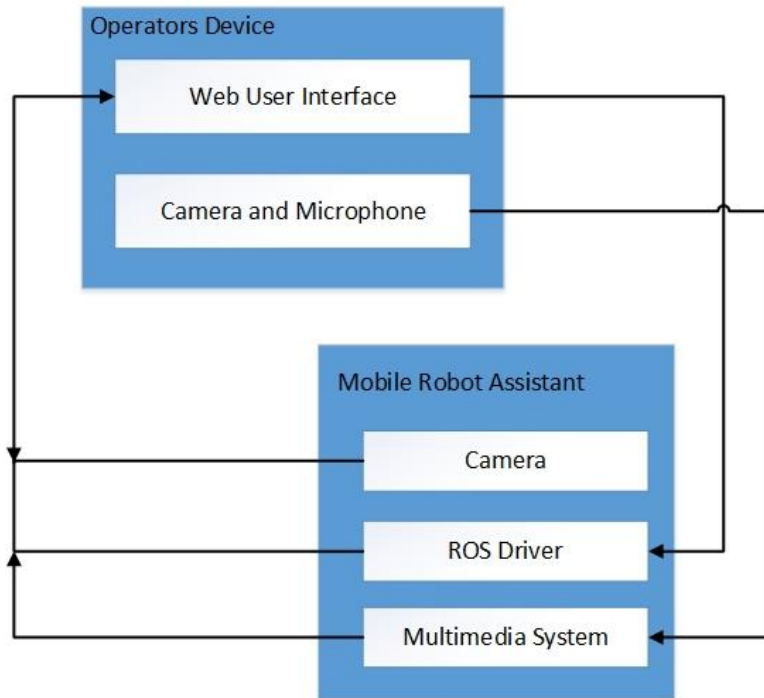 Operators Device
Web User Interface
Camera and Microphone
Mobile Robot Assistant
Camera
ROS Driver
Multimedia System